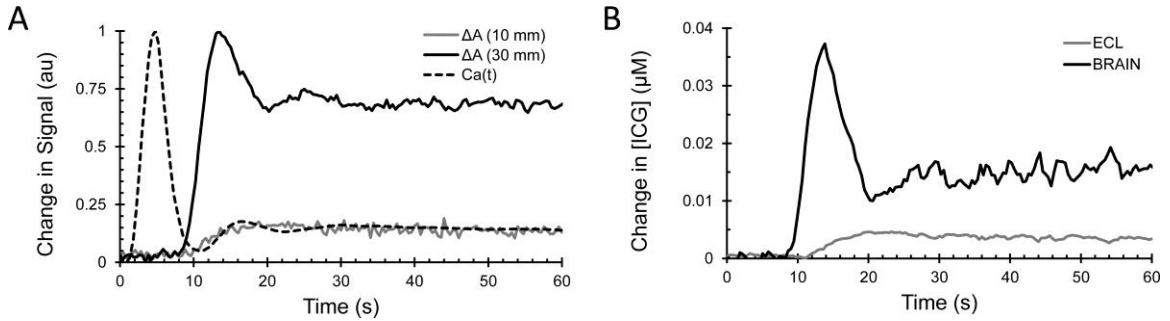 A
Change in Signal (au)
1
0.75
0.5
0.25
0
0 10 20 30 40 50 60
Time (s)
ΔA (10 mm)
ΔA (30 mm)
Ca(t)
B
Change in [ICG] (μM)
0.04
0.03
0.02
0.01
0
0 10 20 30 40 50 60
Time (s)
ECL
BRAIN